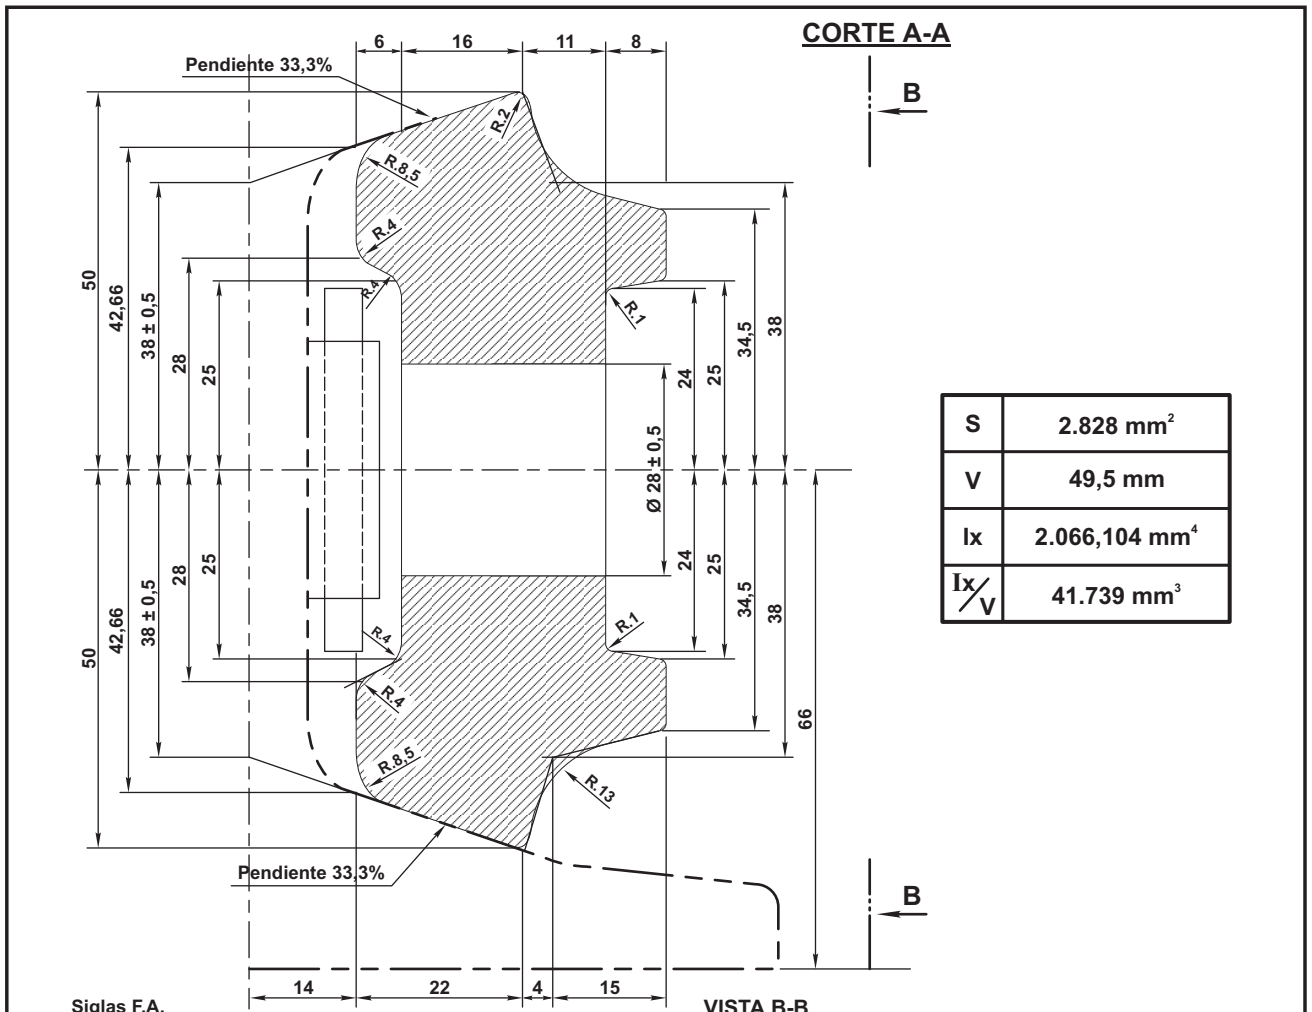 CORTE A-A
6
16
11
8
Pendiente 33,3%
B
R.2
R.8,5
R.4
R.4
R.1
50
42,66
38 ± 0,5
28
25
24
25
34,5
38
Ø 28 ± 0,5
S 2.828 mm²
V 49,5 mm
Ix 2.066,104 mm⁴
Ix/V 41.739 mm³
50
42,66
38 ± 0,5
28
25
24
25
34,5
38
66
R.4
R.4
R.8,5
R.1
R.13
Pendiente 33,3%
B
14
22
4
15
Siglas F.A.
VISTA B-B